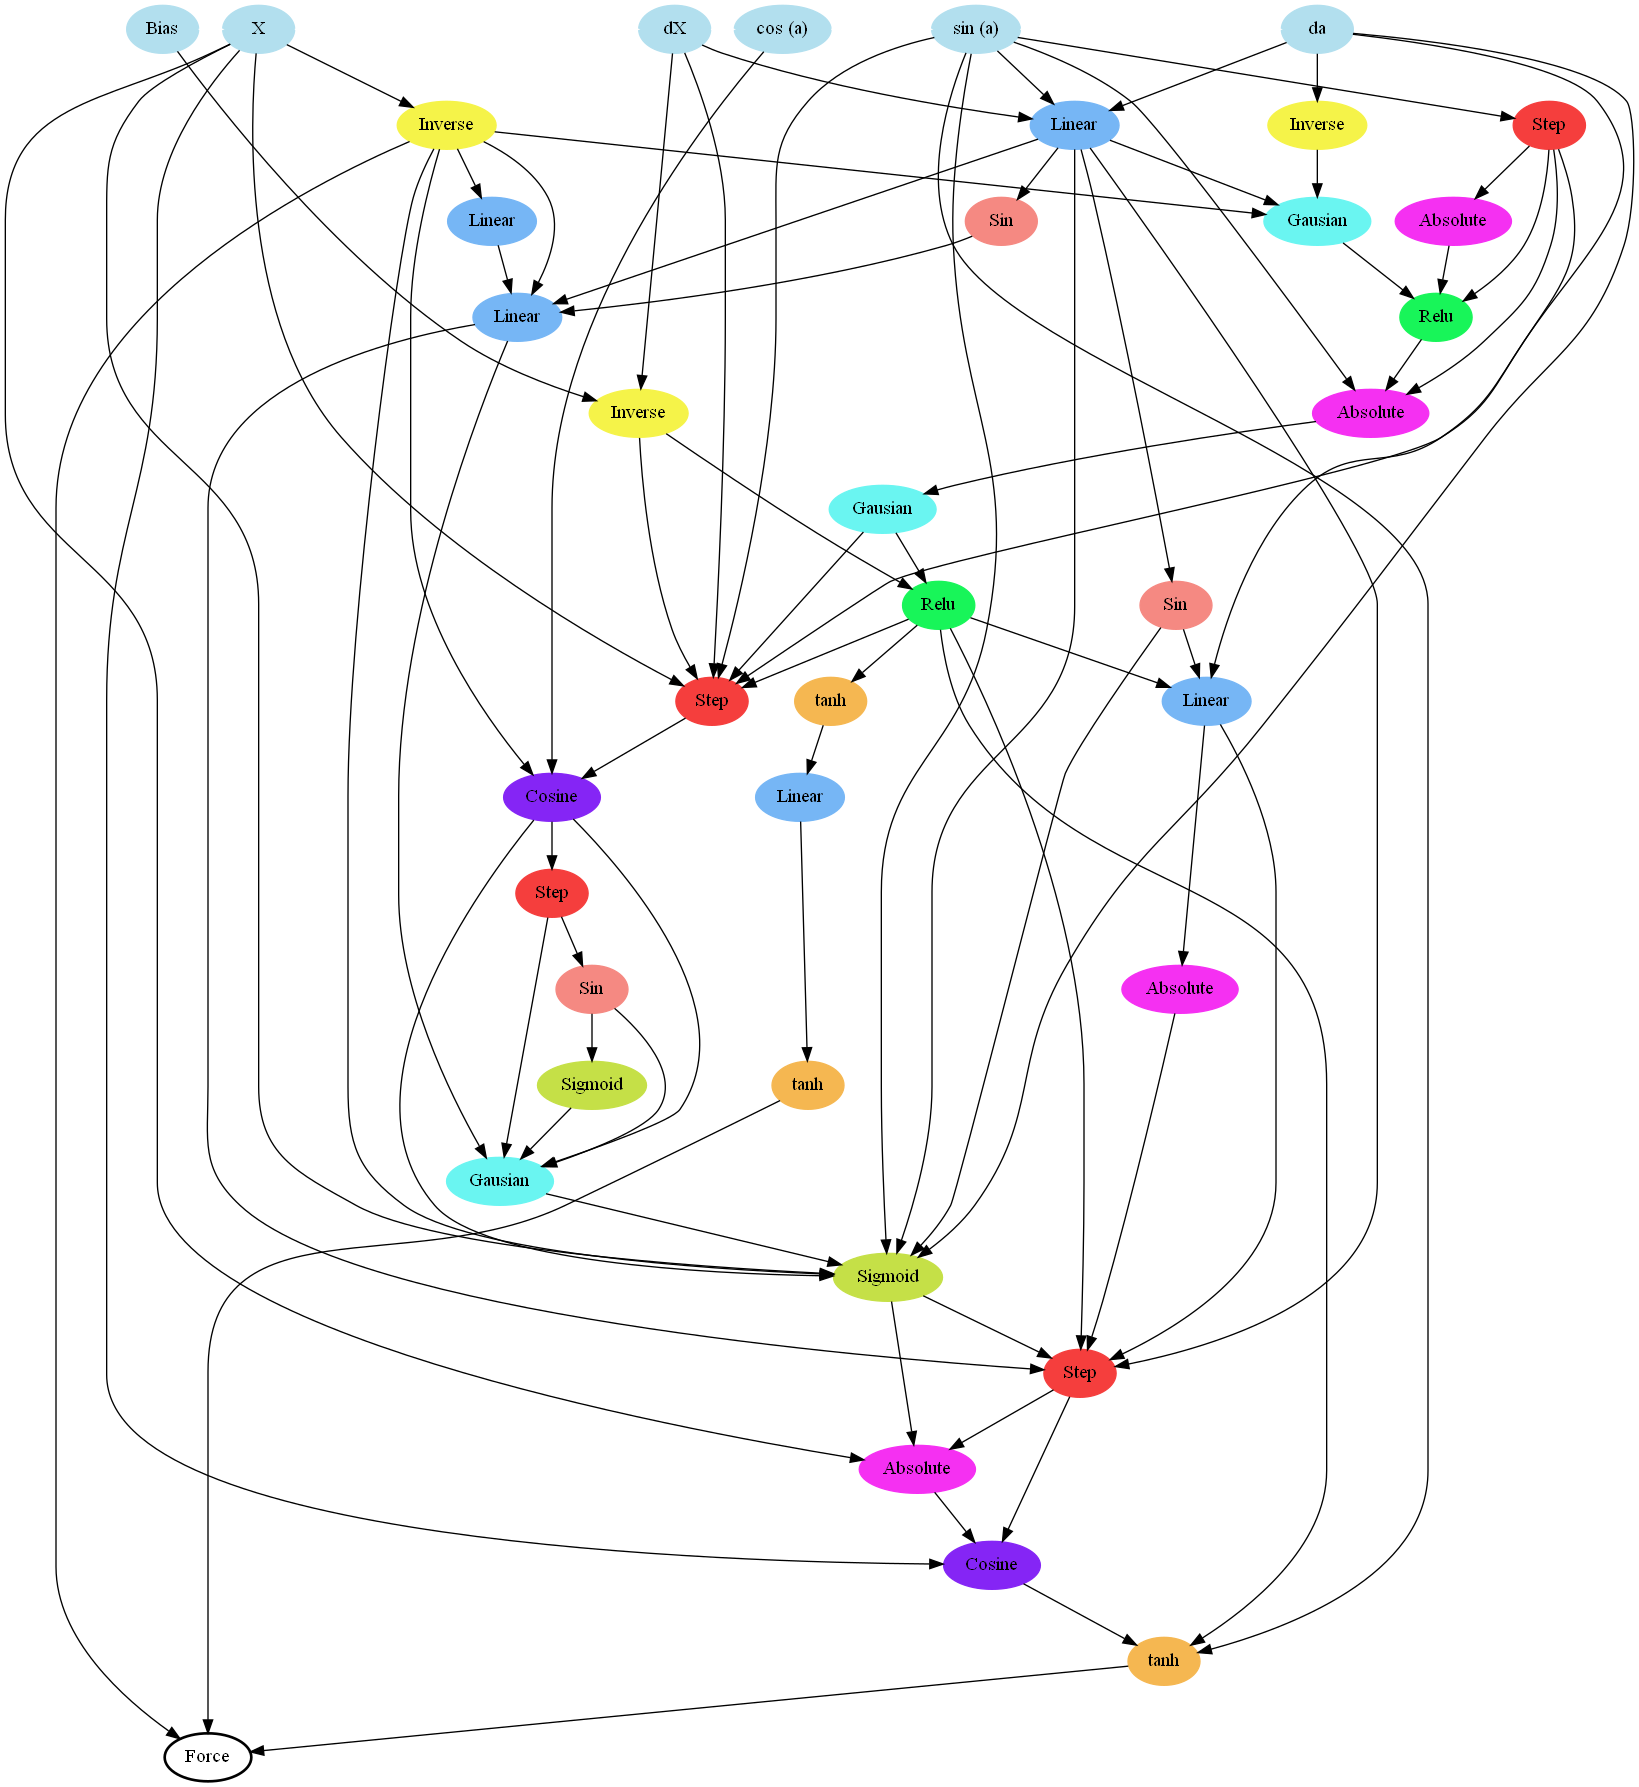 Bias
X
dX
cos (a)
sin (a)
da
Inverse
Linear
Inverse
Step
Linear
Sin
Gausian
Absolute
Linear
Relu
Inverse
Absolute
Gausian
Relu
Sin
Step
tanh
Linear
Cosine
Linear
Step
Sin
Absolute
Sigmoid
tanh
Gausian
Sigmoid
Step
Absolute
Cosine
tanh
Force